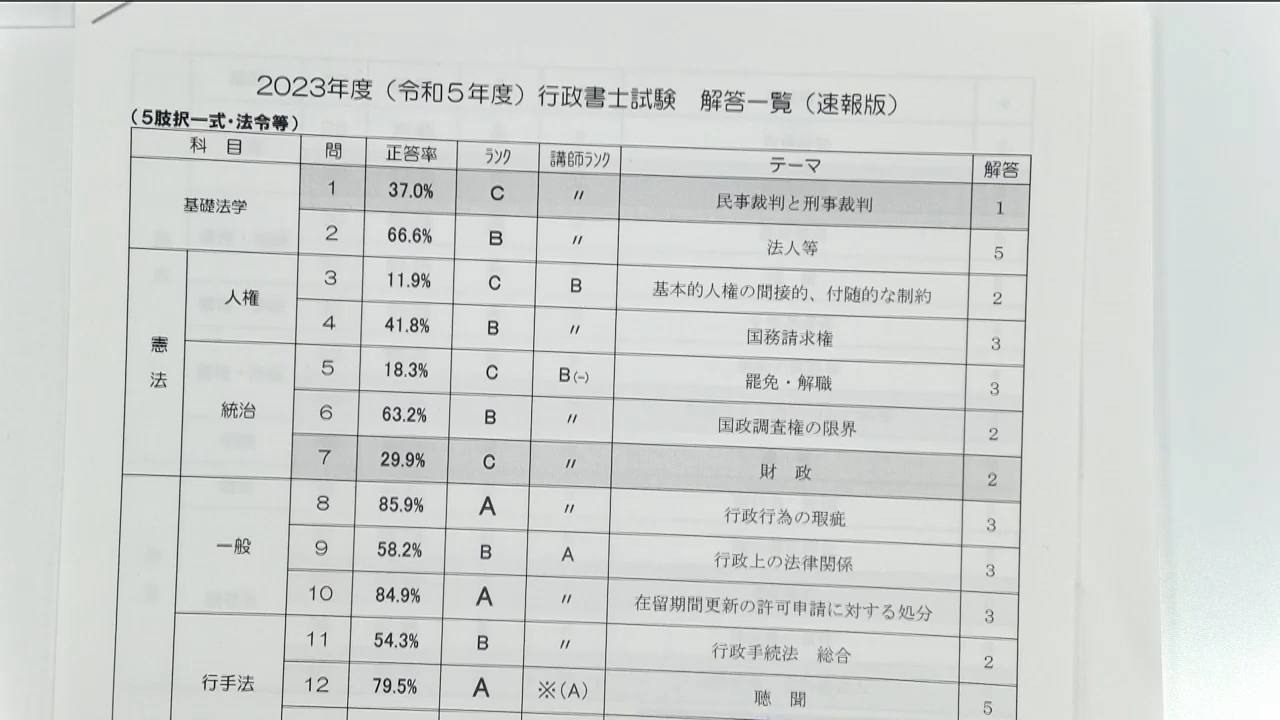 2023年度（令和5年度）行政書士試験　解答一覧（速報版）
（5肢択一式・法令等）
科　目 問 正答率 ﾗﾝｸ 講師ﾗﾝｸ テーマ 解答
基礎法学 1 37.0% C 〃 民事裁判と刑事裁判 1
2 66.6% B 〃 法人等 5
憲法 人権 3 11.9% C B 基本的人権の間接的、付随的な制約 2
4 41.8% B 〃 国務請求権 3
統治 5 18.3% C B(−) 罷免・解職 3
6 63.2% B 〃 国政調査権の限界 2
7 29.9% C 〃 財　政 2
一般 8 85.9% A 〃 行政行為の瑕疵 3
9 58.2% B A 行政上の法律関係 3
10 84.9% A 〃 在留期間更新の許可申請に対する処分 3
行手法 11 54.3% B 〃 行政手続法　総合 2
12 79.5% A ※(A) 聴　聞 5